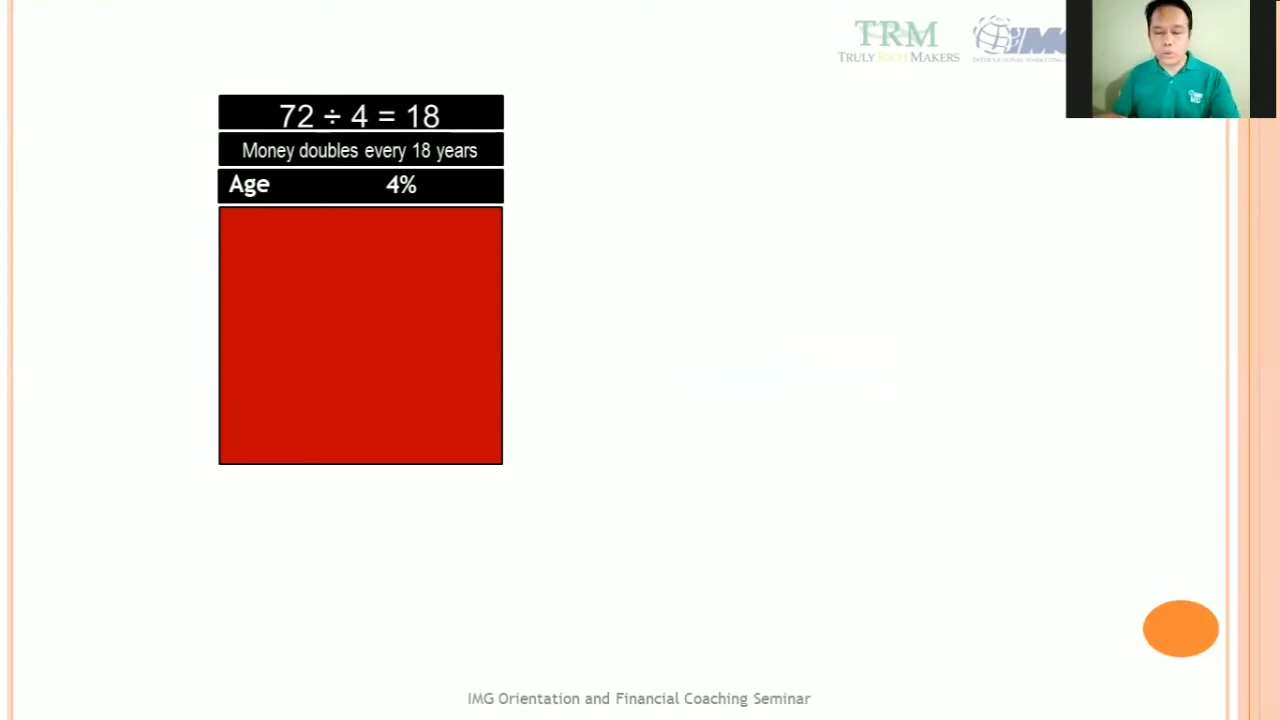 TRM
TRULY RICH MAKERS
IMG
72 ÷ 4 = 18
Money doubles every 18 years
Age 4%
IMG Orientation and Financial Coaching Seminar